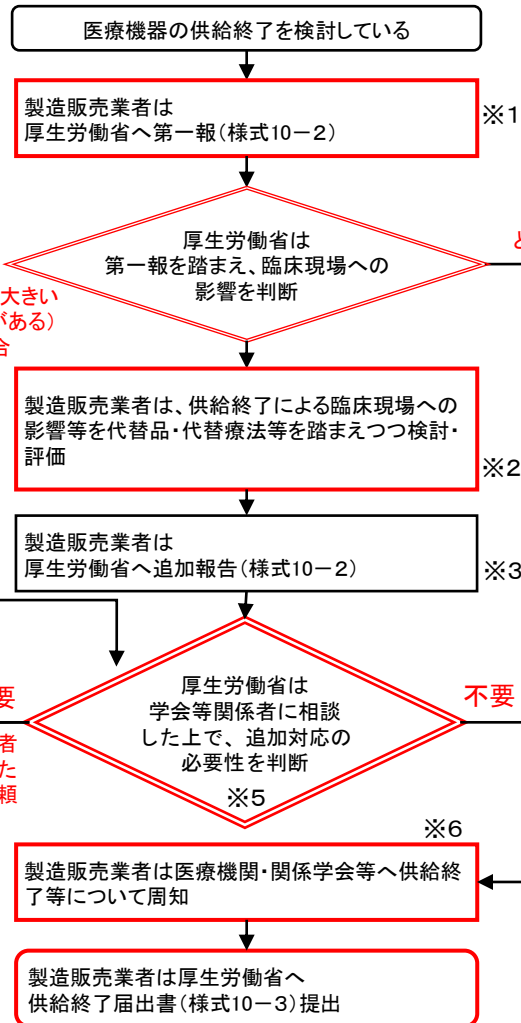 医療機器の供給終了を検討している
製造販売業者は
厚生労働省へ第一報(様式10-2)
※1
厚生労働省は
第一報を踏まえ、臨床現場への
影響を判断
と
大きい
がある)
合
製造販売業者は、供給終了による臨床現場への
影響等を代替品・代替療法等を踏まえつつ検討・
評価
※2
製造販売業者は
厚生労働省へ追加報告(様式10-2)
※3
厚生労働省は
学会等関係者に相談
した上で、追加対応の
必要性を判断
※5
要
者
た
頼
不要
※6
製造販売業者は医療機関・関係学会等へ供給終
了等について周知
製造販売業者は厚生労働省へ
供給終了届出書(様式10-3)提出